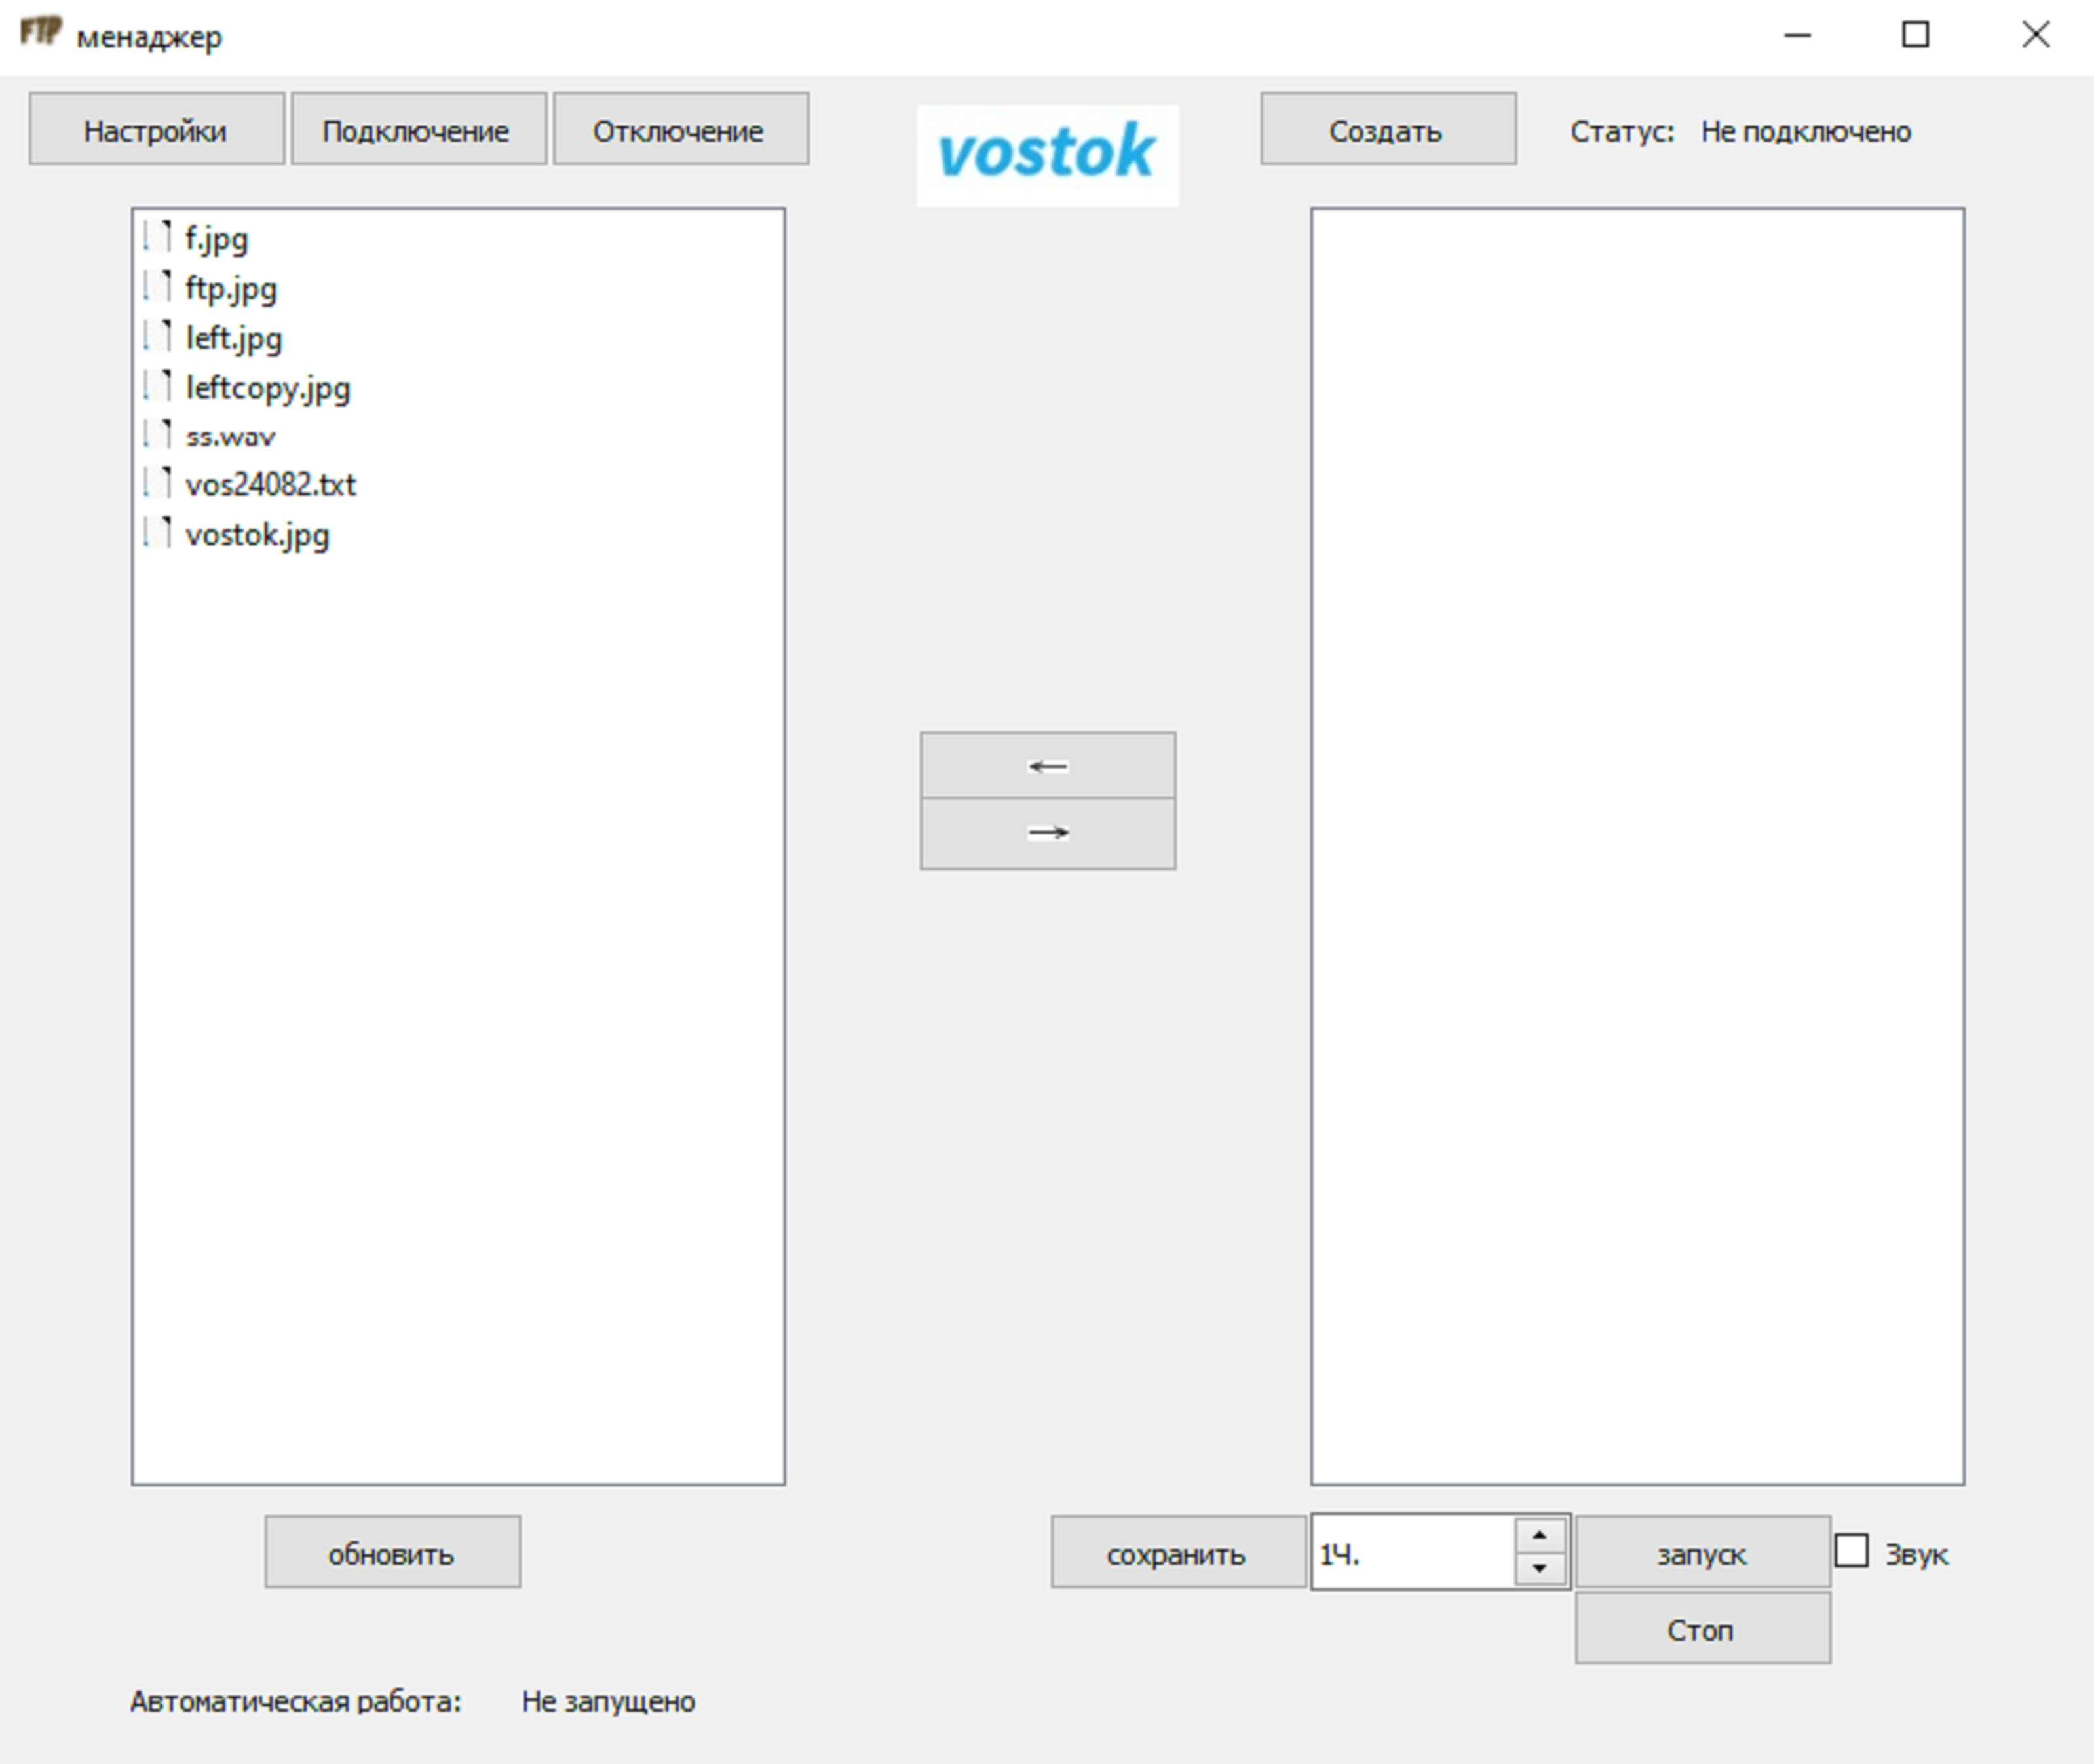 FTP менаджер
Настройки Подключение Отключение vostok Создать Статус: Не подключено
f.jpg
ftp.jpg
left.jpg
leftcopy.jpg
ss.wav
vos24082.txt
vostok.jpg
обновить сохранить 1Ч. запуск Звук
Стоп
Автоматическая работа: Не запущено